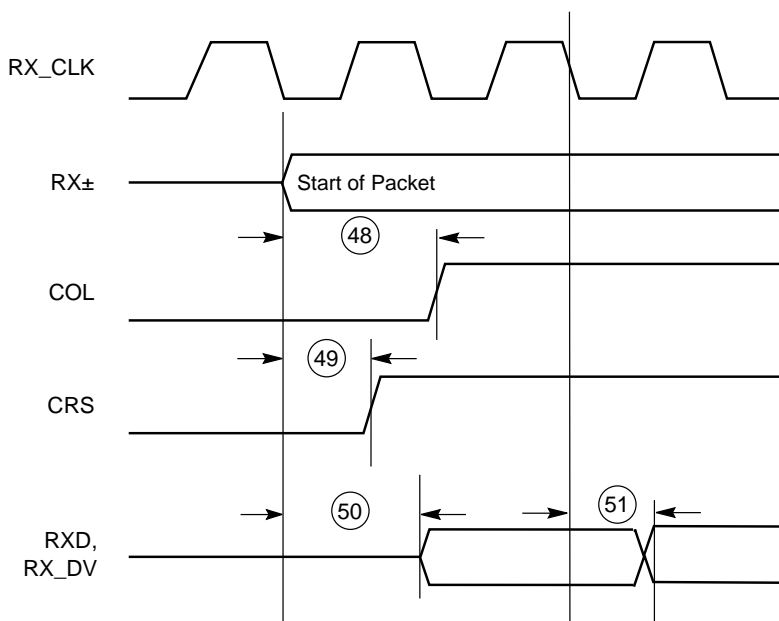 RX_CLK
RX±
Start of Packet
48
COL
49
CRS
50
51
RXD,
RX_DV